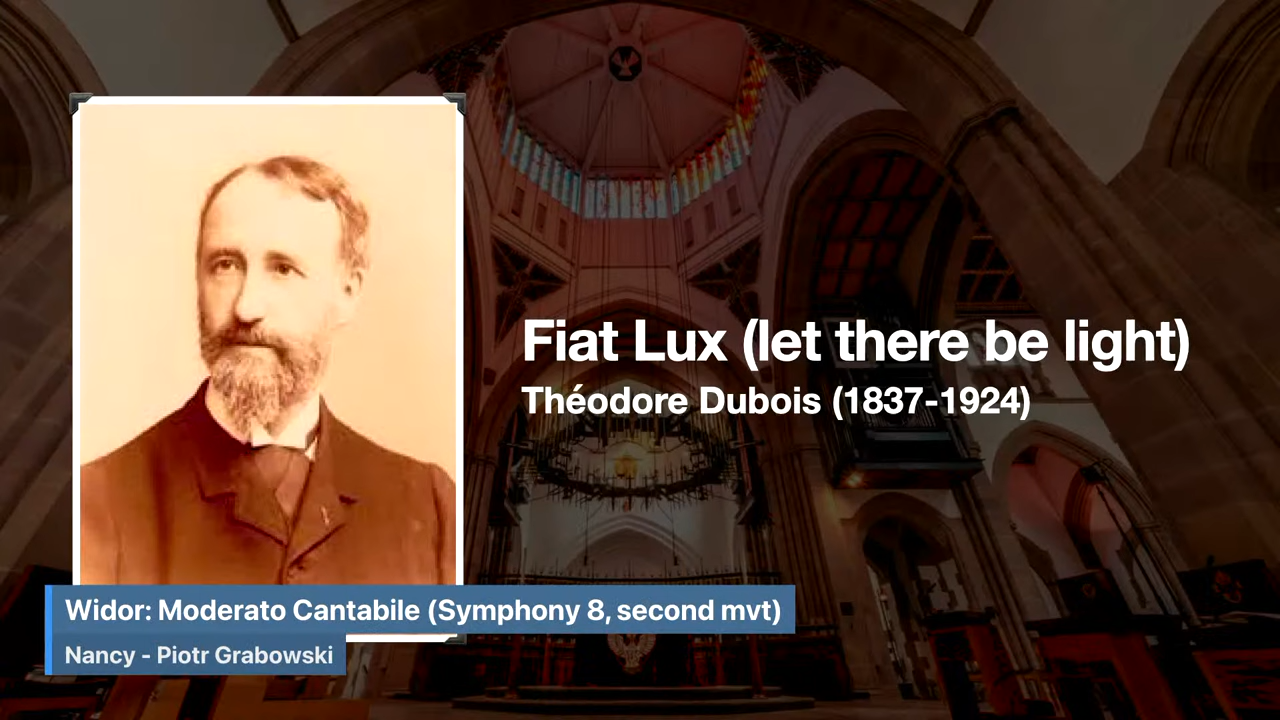 Fiat Lux (let there be light)
Théodore Dubois (1837-1924)
Widor: Moderato Cantabile (Symphony 8, second mvt)
Nancy - Piotr Grabowski